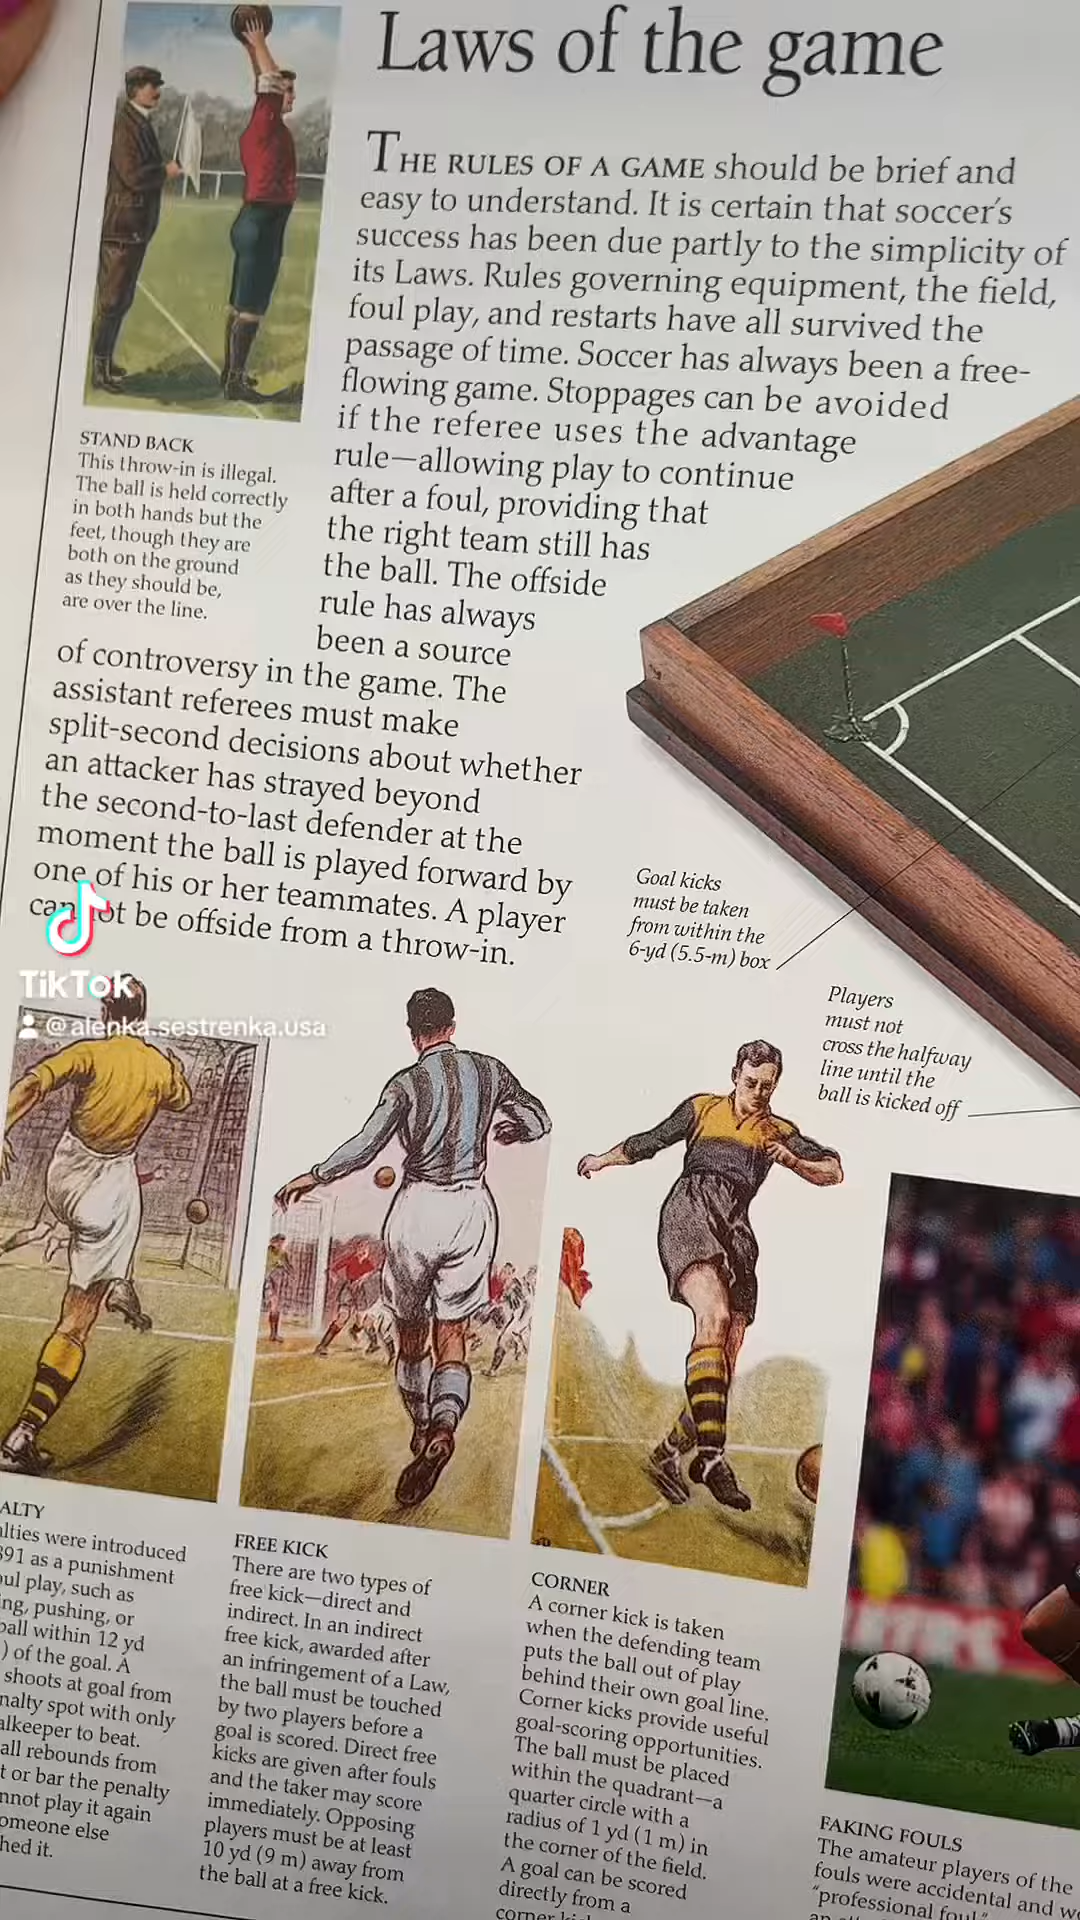 Laws of the game
THE RULES OF A GAME should be brief and
easy to understand. It is certain that soccer's
success has been due partly to the simplicity of
its Laws. Rules governing equipment, the field,
foul play, and restarts have all survived the
passage of time. Soccer has always been a free-
flowing game. Stoppages can be avoided
if the referee uses the advantage
rule—allowing play to continue
after a foul, providing that
the right team still has
the ball. The offside
rule has always
been a source
of controversy in the game. The
assistant referees must make
split-second decisions about whether
an attacker has strayed beyond
the second-to-last defender at the
moment the ball is played forward by
one of his or her teammates. A player
cannot be offside from a throw-in.
STAND BACK
This throw-in is illegal.
The ball is held correctly
in both hands but the
feet, though they are
both on the ground
as they should be,
are over the line.
Goal kicks
must be taken
from within the
6-yd (5.5-m) box
Players
must not
cross the halfway
line until the
ball is kicked off
TikTok
@alenka.sestrenka.usa
ALTY
lties were introduced
891 as a punishment
ul play, such as
ing, pushing, or
ball within 12 yd
) of the goal. A
shoots at goal from
nalty spot with only
alkeeper to beat.
all rebounds from
t or bar the penalty
nnot play it again
omeone else
hed it.
FREE KICK
There are two types of
free kick—direct and
indirect. In an indirect
free kick, awarded after
an infringement of a Law,
the ball must be touched
by two players before a
goal is scored. Direct free
kicks are given after fouls
and the taker may score
immediately. Opposing
players must be at least
10 yd (9 m) away from
the ball at a free kick.
CORNER
A corner kick is taken
when the defending team
puts the ball out of play
behind their own goal line.
Corner kicks provide useful
goal-scoring opportunities.
The ball must be placed
within the quadrant—a
quarter circle with a
radius of 1 yd (1 m) in
the corner of the field.
A goal can be scored
directly from a
corner
FAKING FOULS
The amateur players of the
fouls were accidental and
"professional foul"